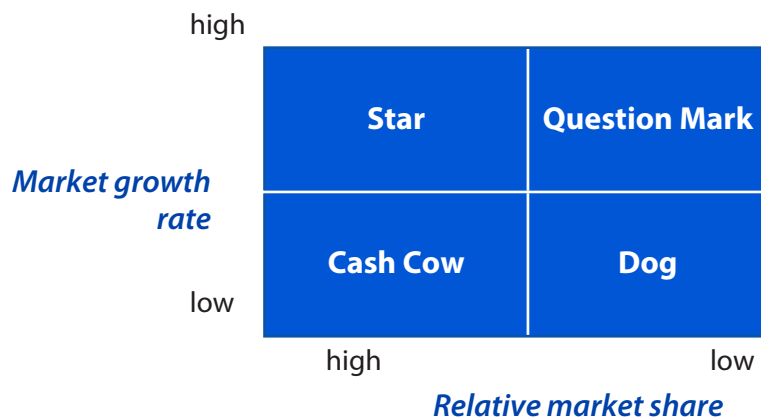 high
Star
Question Mark
Market growth
rate
Cash Cow
Dog
low
high
low
Relative market share